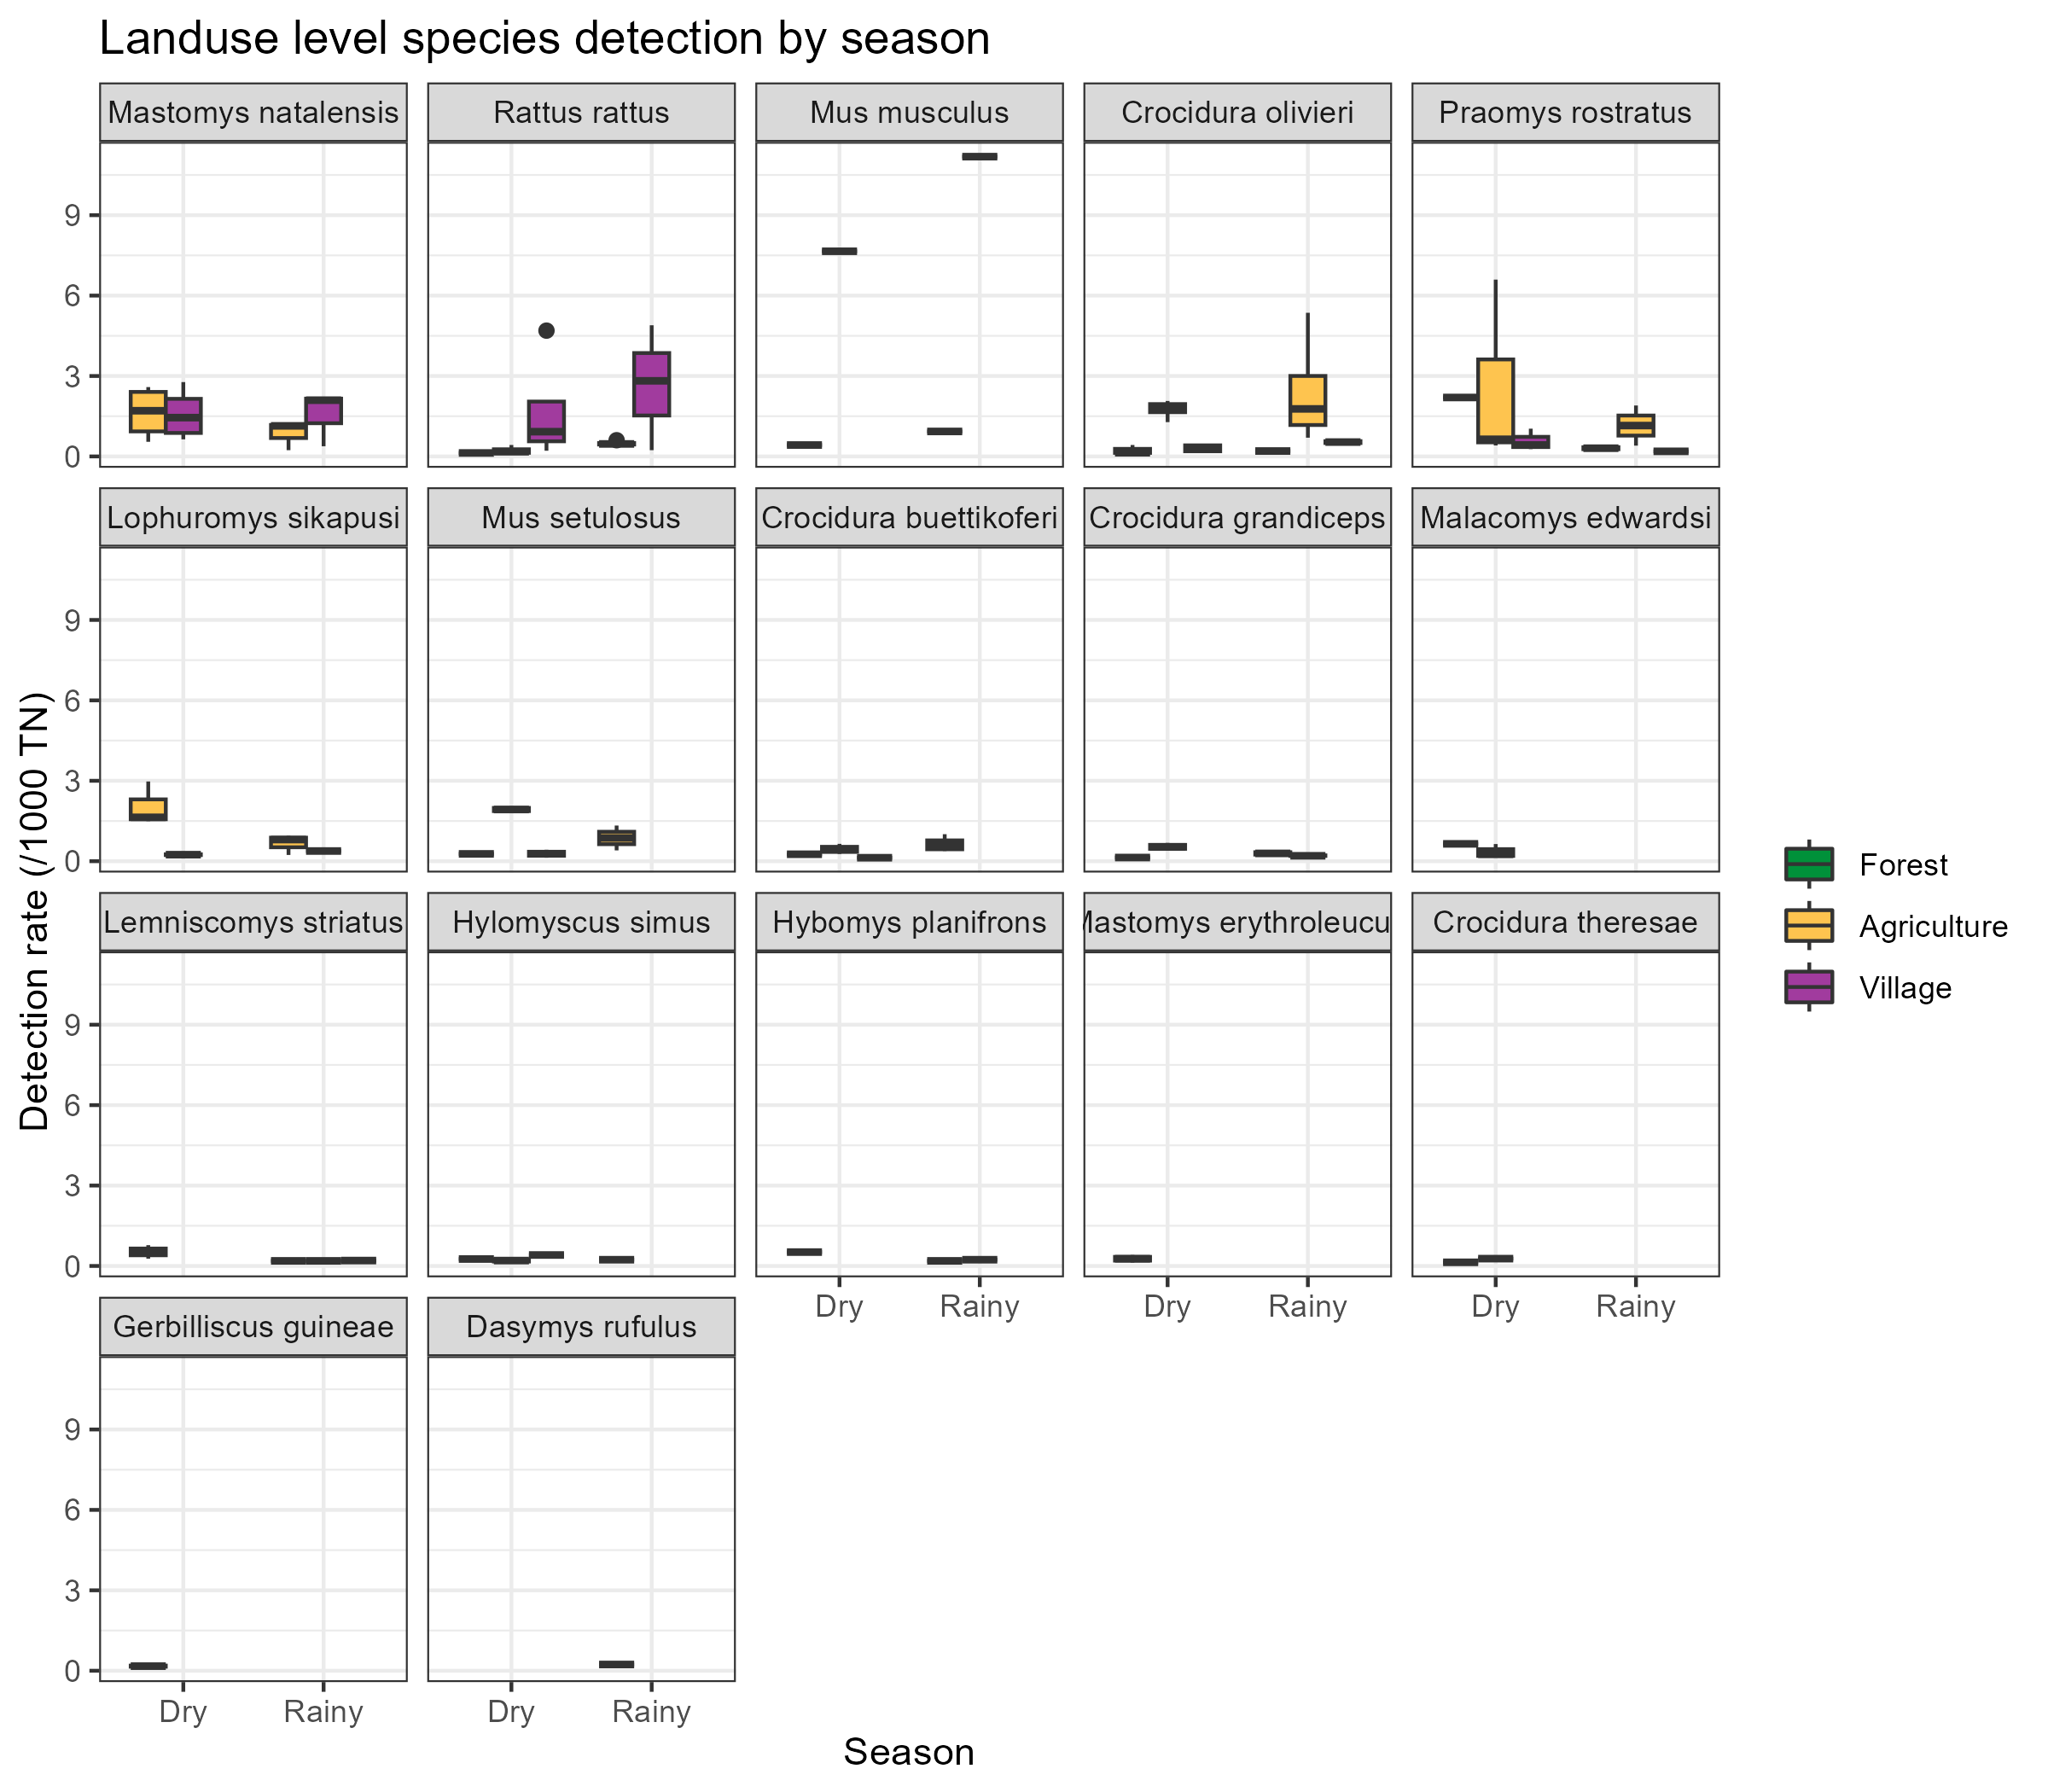 Landuse level species detection by season
Mastomys natalensis
Rattus rattus
Mus musculus
Crocidura olivieri
Praomys rostratus
9
6
3
0
Lophuromys sikapusi
Mus setulosus
Crocidura buettikoferi
Crocidura grandiceps
Malacomys edwardsi
9
6
3
0
Lemniscomys striatus
Hylomyscus simus
Hybomys planifrons
Mastomys erythroleucu
Crocidura theresae
9
6
3
0
Dry Rainy
Dry Rainy
Dry Rainy
Gerbilliscus guineae
Dasymys rufulus
9
6
3
0
Dry Rainy
Dry Rainy
Season
Detection rate (/1000 TN)
Forest
Agriculture
Village